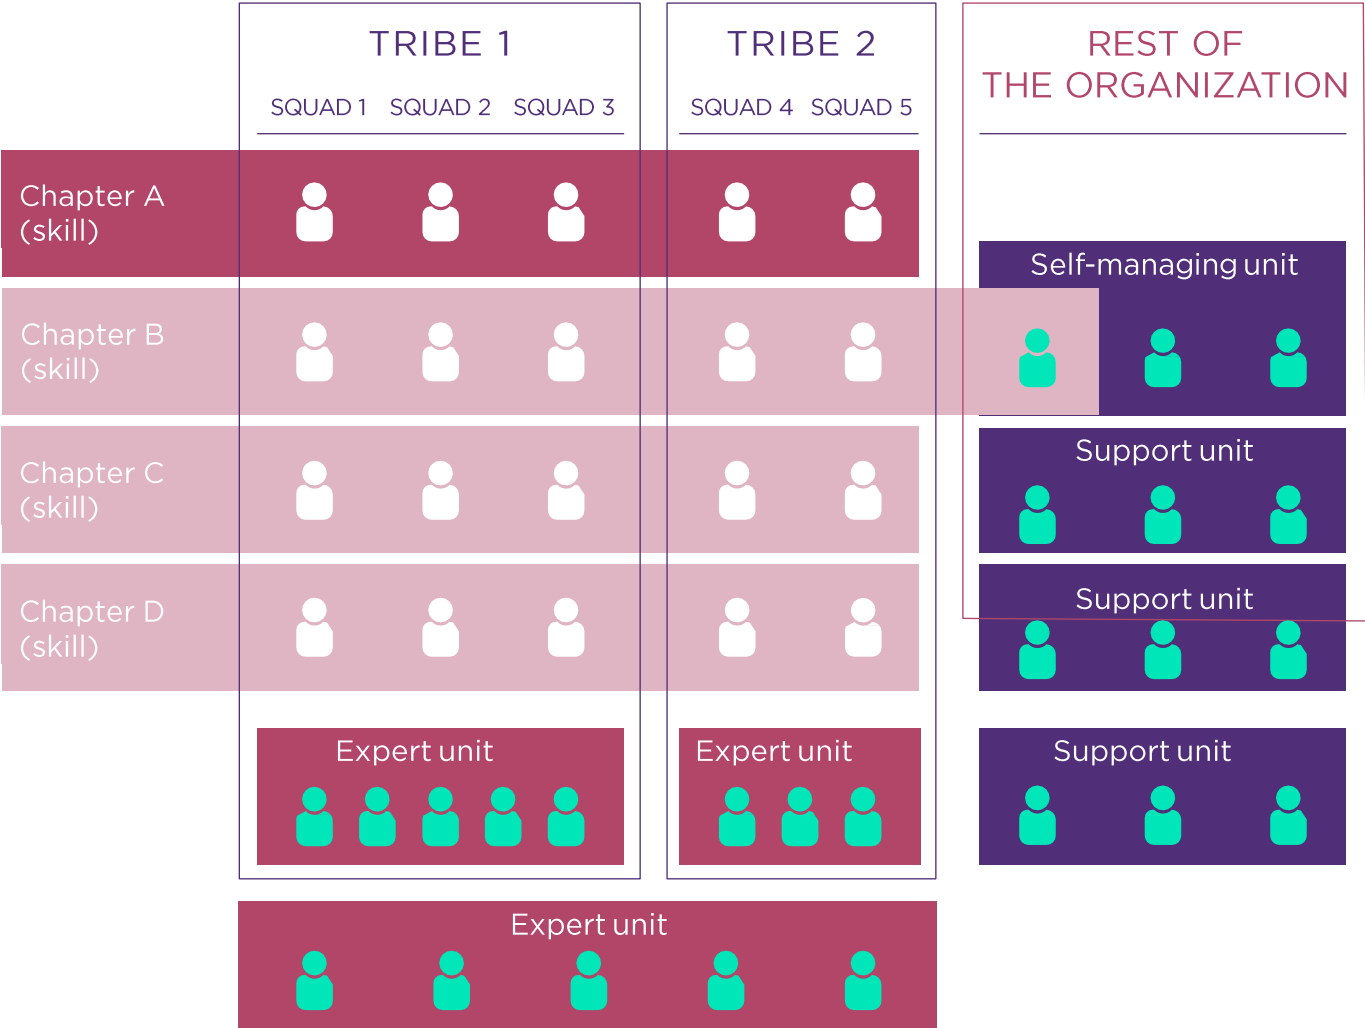 TRIBE 1
TRIBE 2
REST OF
THE ORGANIZATION
SQUAD 1
SQUAD 2
SQUAD 3
SQUAD 4
SQUAD 5
Chapter A
(skill)
Self-managing unit
Chapter B
(skill)
Support unit
Chapter C
(skill)
Support unit
Chapter D
(skill)
Expert unit
Expert unit
Support unit
Expert unit